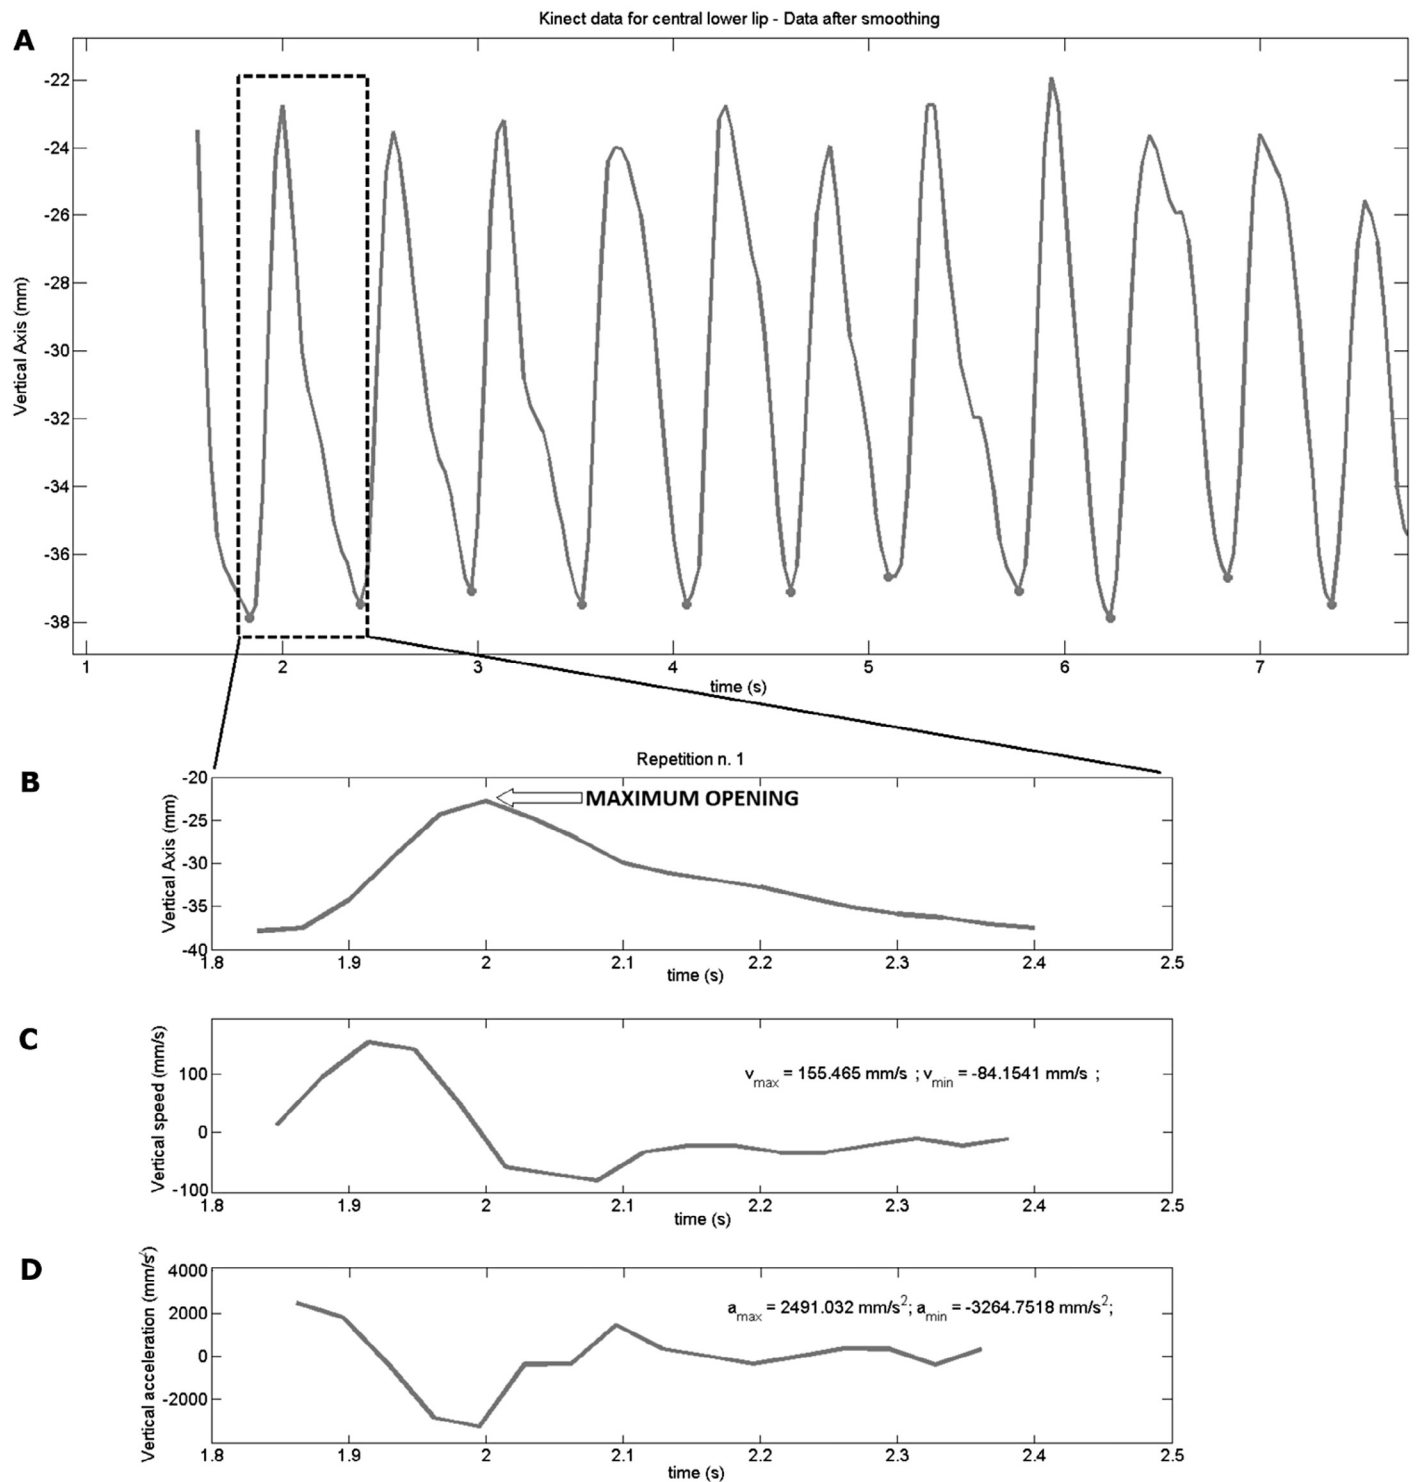 Kinect data for central lower lip - Data after smoothing
A
-22
-24
-26
-28
-30
-32
-34
-36
-38
Vertical Axis (mm)
1 2 3 4 5 6 7
time (s)
Repetition n. 1
B
-20
-25
-30
-35
-40
Vertical Axis (mm)
MAXIMUM OPENING
1.8 1.9 2 2.1 2.2 2.3 2.4 2.5
time (s)
C
100
0
-100
Vertical speed (mm/s)
vmax = 155.465 mm/s ; vmin = -84.1541 mm/s ;
1.8 1.9 2 2.1 2.2 2.3 2.4 2.5
time (s)
D
4000
2000
0
-2000
Vertical acceleration (mm/s²)
amax = 2491.032 mm/s²; amin = -3264.7518 mm/s²;
1.8 1.9 2 2.1 2.2 2.3 2.4 2.5
time (s)